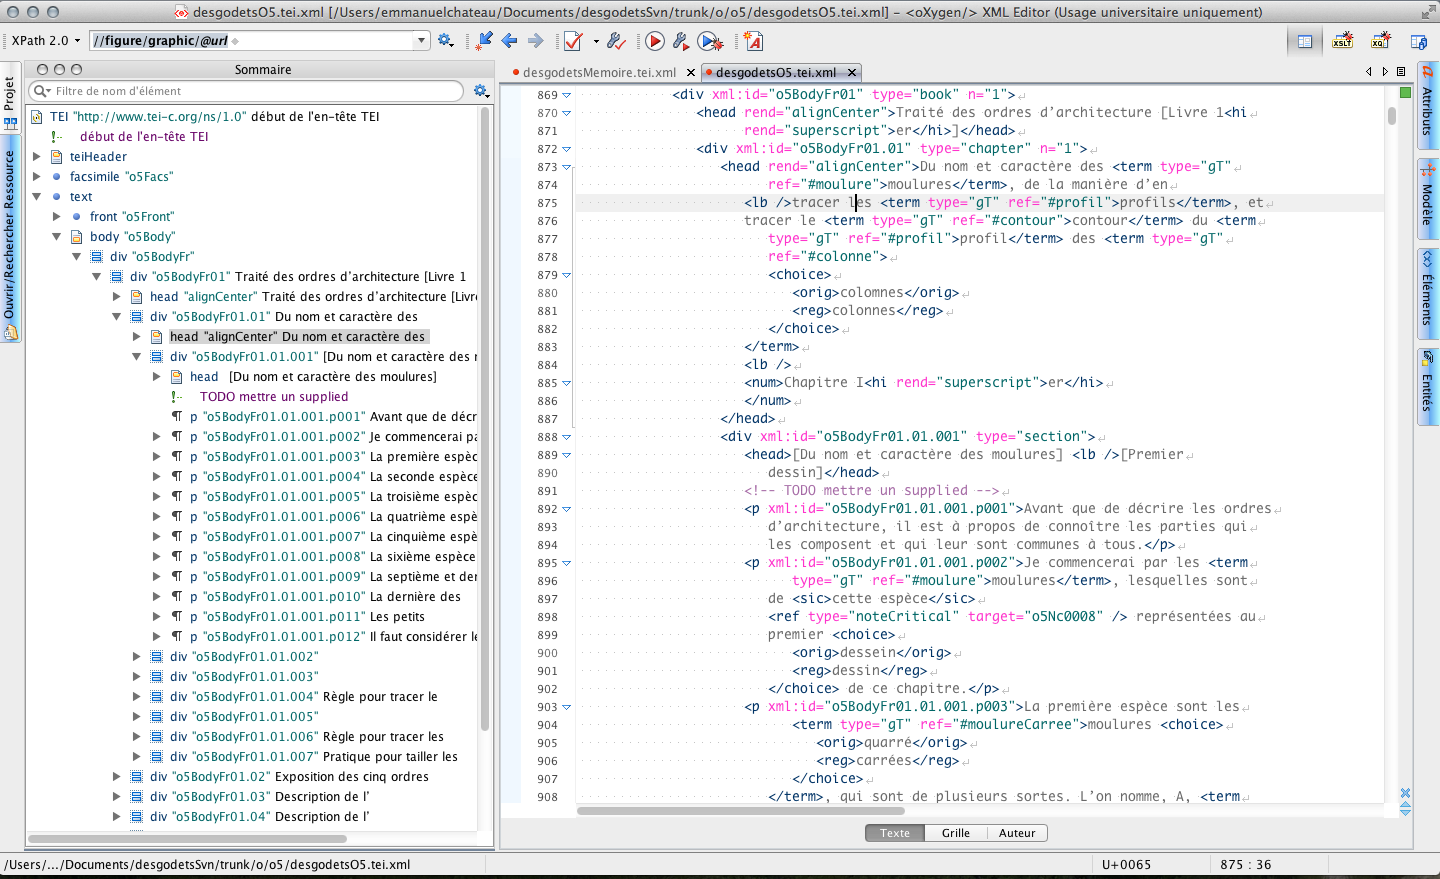 desgodetsO5.tei.xml [/Users/emmanuelchateau/Documents/desgodetsSvn/trunk/o/o5/desgodetsO5.tei.xml] – <oXygen/> XML Editor (Usage universitaire uniquement)
XPath 2.0
//figure/graphic/@url
Sommaire
Filtre de nom d'élément
Projet
Ouvrir/Rechercher Ressource
TEI "http://www.tei-c.org/ns/1.0" début de l'en-tête TEI
début de l'en-tête TEI
teiHeader
facsimile "o5Facs"
text
front "o5Front"
body "o5Body"
div "o5BodyFr"
div "o5BodyFr01" Traité des ordres d’architecture [Livre 1
head "alignCenter" Traité des ordres d’architecture [Livre
div "o5BodyFr01.01" Du nom et caractère des
head "alignCenter" Du nom et caractère des
div "o5BodyFr01.01.001" [Du nom et caractère des
head [Du nom et caractère des moulures]
TODO mettre un supplied
p "o5BodyFr01.01.001.p001" Avant que de décr
p "o5BodyFr01.01.001.p002" Je commencerai pa
p "o5BodyFr01.01.001.p003" La première espèc
p "o5BodyFr01.01.001.p004" La seconde espèce
p "o5BodyFr01.01.001.p005" La troisième espèc
p "o5BodyFr01.01.001.p006" La quatrième espè
p "o5BodyFr01.01.001.p007" La cinquième espè
p "o5BodyFr01.01.001.p008" La sixième espèce
p "o5BodyFr01.01.001.p009" La septième et der
p "o5BodyFr01.01.001.p010" La dernière des
p "o5BodyFr01.01.001.p011" Les petits
p "o5BodyFr01.01.001.p012" Il faut considérer le
div "o5BodyFr01.01.002"
div "o5BodyFr01.01.003"
div "o5BodyFr01.01.004" Règle pour tracer le
div "o5BodyFr01.01.005"
div "o5BodyFr01.01.006" Règle pour tracer les
div "o5BodyFr01.01.007" Pratique pour tailler les
div "o5BodyFr01.02" Exposition des cinq ordres
div "o5BodyFr01.03" Description de l’
div "o5BodyFr01.04" Description de l’
desgodetsMemoire.tei.xml desgodetsO5.tei.xml
869 <div xml:id="o5BodyFr01" type="book" n="1">
870 <head rend="alignCenter">Traité des ordres d’architecture [Livre 1<hi
871 rend="superscript">er</hi>]</head>
872 <div xml:id="o5BodyFr01.01" type="chapter" n="1">
873 <head rend="alignCenter">Du nom et caractère des <term type="gT"
874 ref="#moulure">moulures</term>, de la manière d’en
875 <lb />tracer les <term type="gT" ref="#profil">profils</term>, et
876 tracer le <term type="gT" ref="#contour">contour</term> du <term
877 type="gT" ref="#profil">profil</term> des <term type="gT"
878 ref="#colonne">
879 <choice>
880 <orig>colomnes</orig>
881 <reg>colonnes</reg>
882 </choice>
883 </term>
884 <lb />
885 <num>Chapitre I<hi rend="superscript">er</hi>
886 </num>
887 </head>
888 <div xml:id="o5BodyFr01.01.001" type="section">
889 <head>[Du nom et caractère des moulures] <lb />[Premier
890 dessin]</head>
891 <!-- TODO mettre un supplied -->
892 <p xml:id="o5BodyFr01.01.001.p001">Avant que de décrire les ordres
893 d’architecture, il est à propos de connoître les parties qui
894 les composent et qui leur sont communes à tous.</p>
895 <p xml:id="o5BodyFr01.01.001.p002">Je commencerai par les <term
896 type="gT" ref="#moulure">moulures</term>, lesquelles sont
897 de <sic>cette espèce</sic>
898 <ref type="noteCritical" target="o5Nc0008" /> représentées au
899 premier <choice>
900 <orig>dessein</orig>
901 <reg>dessin</reg>
902 </choice> de ce chapitre.</p>
903 <p xml:id="o5BodyFr01.01.001.p003">La première espèce sont les
904 <term type="gT" ref="#moulureCarree">moulures <choice>
905 <orig>quarré</orig>
906 <reg>carrées</reg>
907 </choice>
908 </term>, qui sont de plusieurs sortes. L’on nomme, A, <term
Texte Grille Auteur
XSLT
XQ
Attributs
Modèle
Éléments
Entités
/Users/.../Documents/desgodetsSvn/trunk/o/o5/desgodetsO5.tei.xml
U+0065
875 : 36